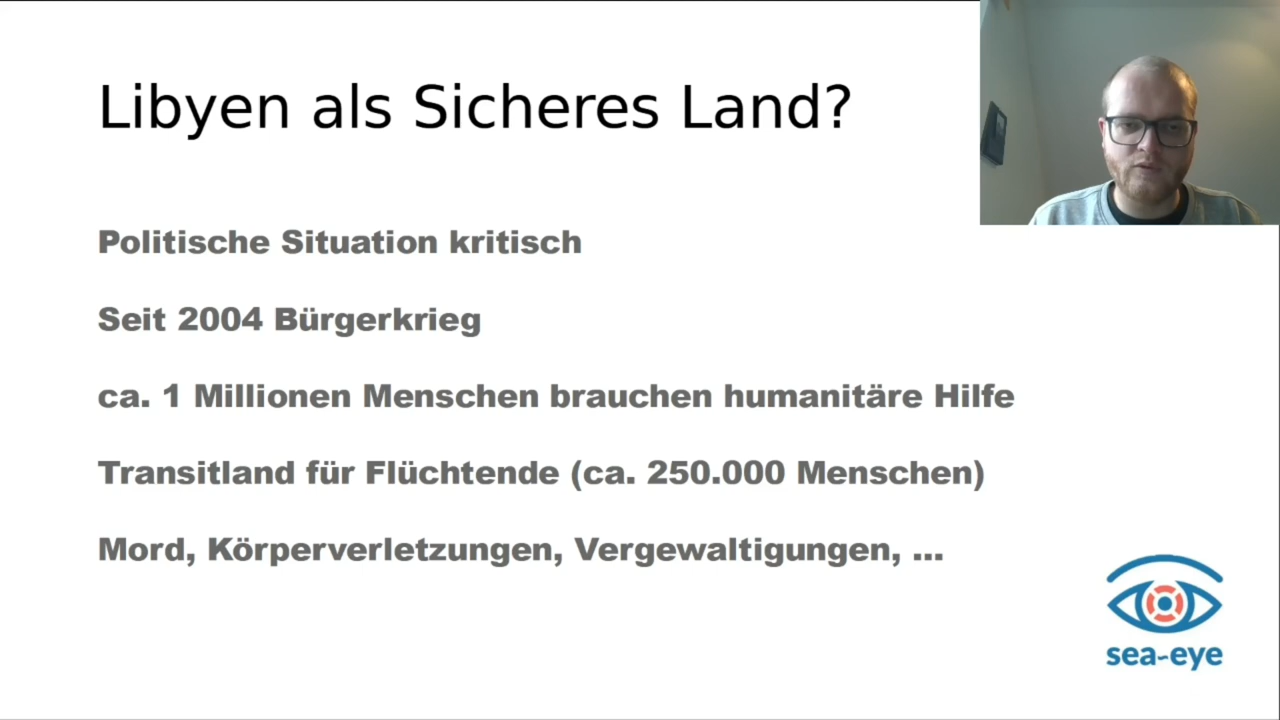 Libyen als Sicheres Land?
Politische Situation kritisch
Seit 2004 Bürgerkrieg
ca. 1 Millionen Menschen brauchen humanitäre Hilfe
Transitland für Flüchtende (ca. 250.000 Menschen)
Mord, Körperverletzungen, Vergewaltigungen, ...
sea-eye